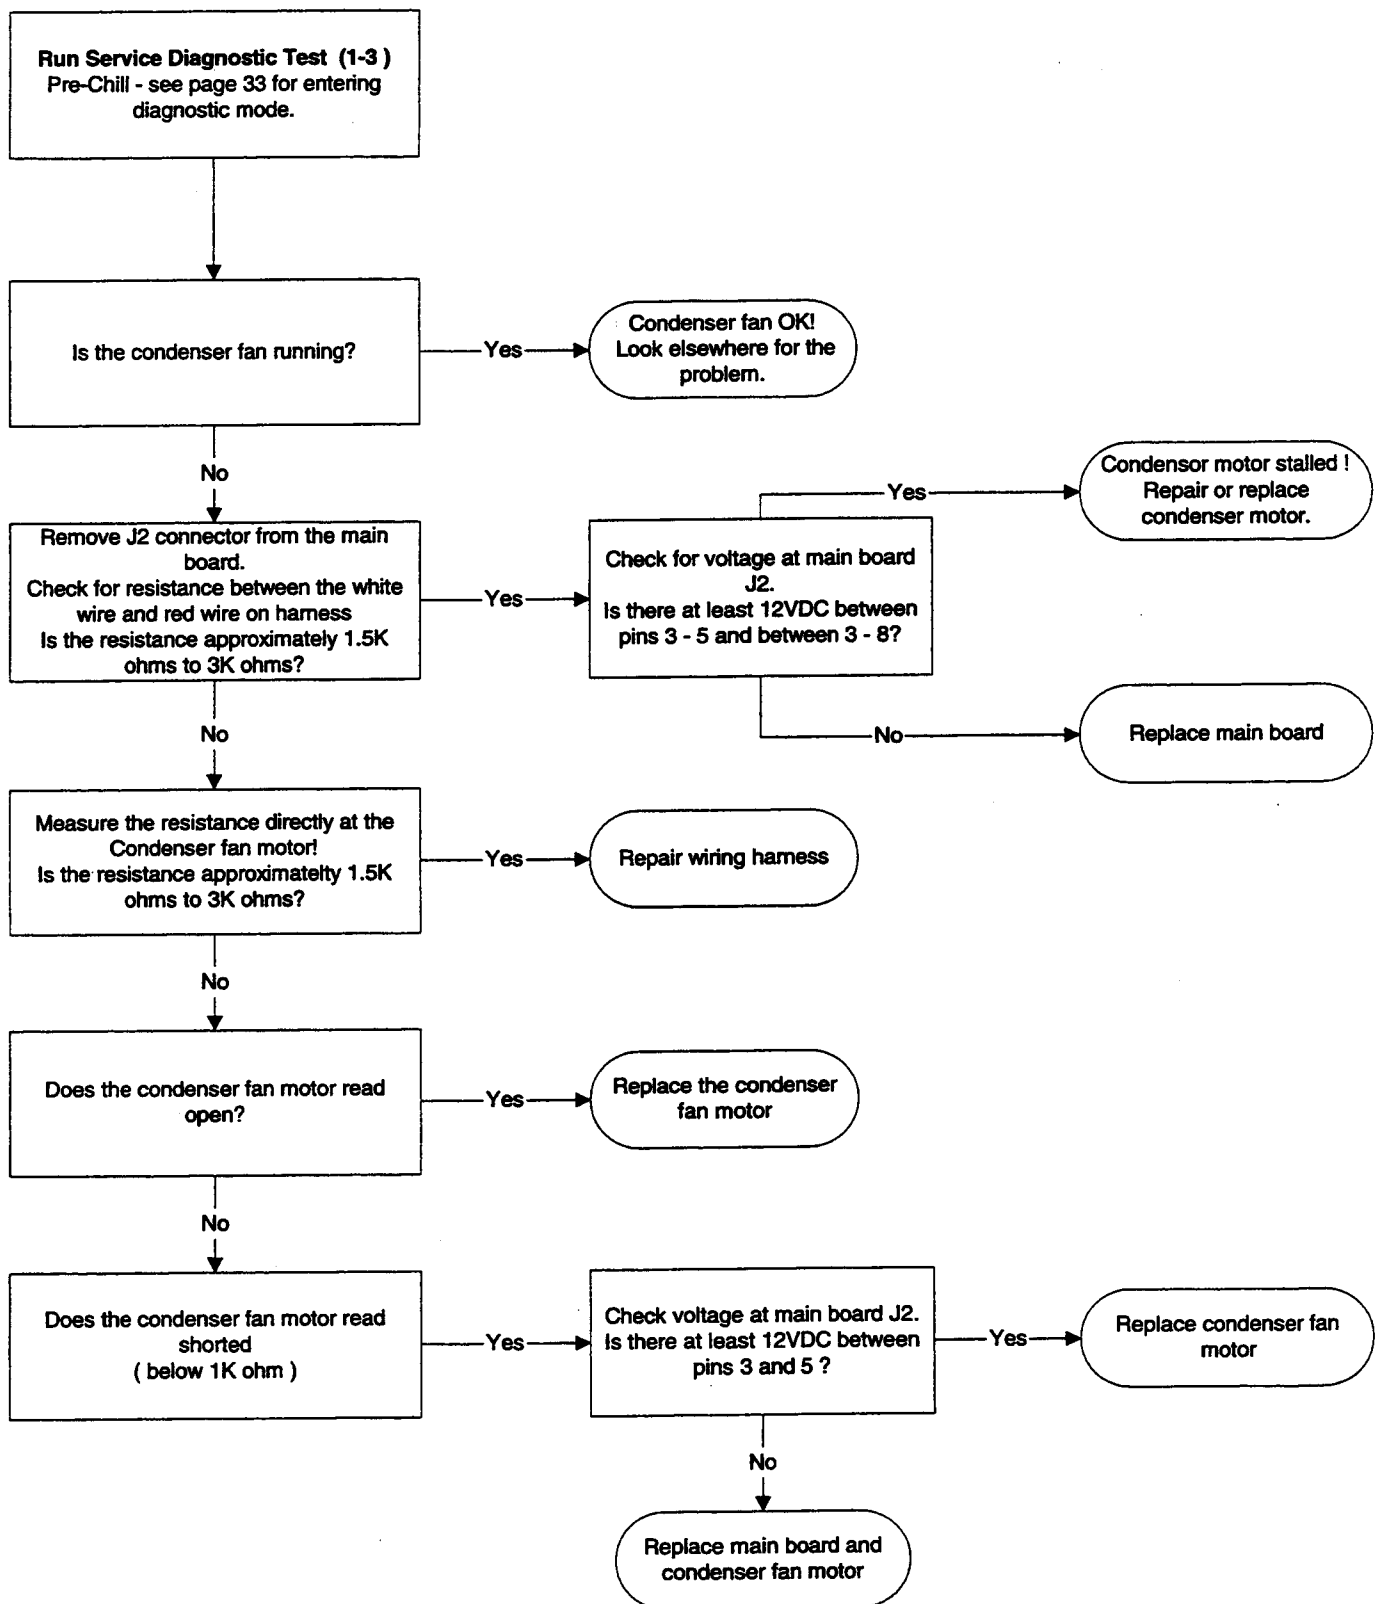 Run Service Diagnostic Test (1-3 )
Pre-Chill - see page 33 for entering
diagnostic mode.
Is the condenser fan running?
Yes
Condenser fan OK!
Look elsewhere for the
problem.
No
Remove J2 connector from the main
board.
Check for resistance between the white
wire and red wire on harness
Is the resistance approximately 1.5K
ohms to 3K ohms?
Yes
Check for voltage at main board
J2.
Is there at least 12VDC between
pins 3 - 5 and between 3 - 8?
Yes
Condensor motor stalled !
Repair or replace
condenser motor.
No
Replace main board
No
Measure the resistance directly at the
Condenser fan motor!
Is the resistance approximatelty 1.5K
ohms to 3K ohms?
Yes
Repair wiring harness
No
Does the condenser fan motor read
open?
Yes
Replace the condenser
fan motor
No
Does the condenser fan motor read
shorted
( below 1K ohm )
Yes
Check voltage at main board J2.
Is there at least 12VDC between
pins 3 and 5 ?
Yes
Replace condenser fan
motor
No
Replace main board and
condenser fan motor